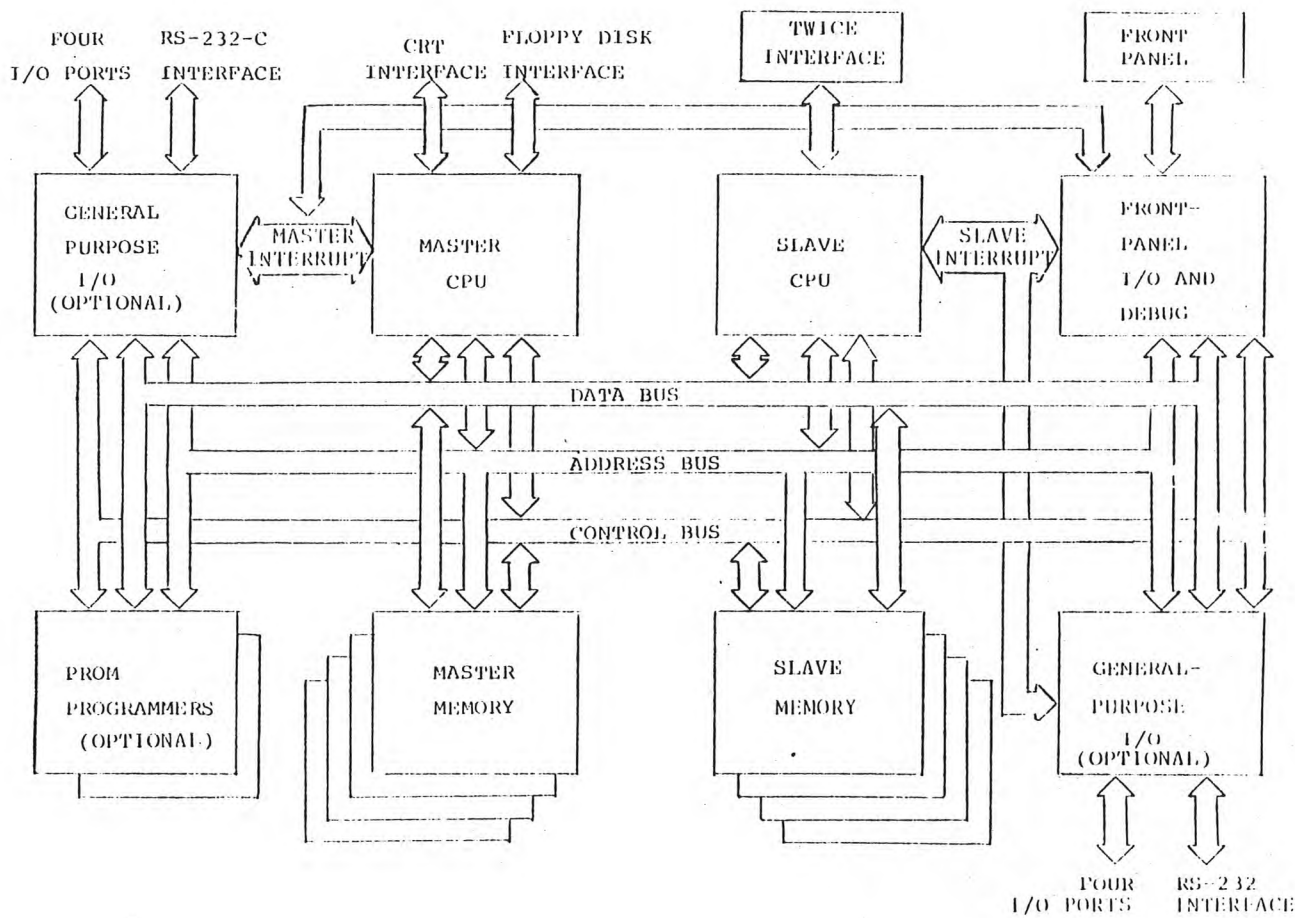 FOUR
I/O PORTS
RS-232-C
INTERFACE
CRT
INTERFACE
FLOPPY DISK
INTERFACE
TWICE
INTERFACE
FRONT
PANEL
GENERAL
PURPOSE
I/O
(OPTIONAL)
MASTER
INTERRUPT
MASTER
CPU
SLAVE
CPU
SLAVE
INTERRUPT
FRONT-
PANEL
I/O AND
DEBUG
DATA BUS
ADDRESS BUS
CONTROL BUS
PROM
PROGRAMMERS
(OPTIONAL)
MASTER
MEMORY
SLAVE
MEMORY
GENERAL-
PURPOSE
I/O
(OPTIONAL)
FOUR
I/O PORTS
RS-232
INTERFACE